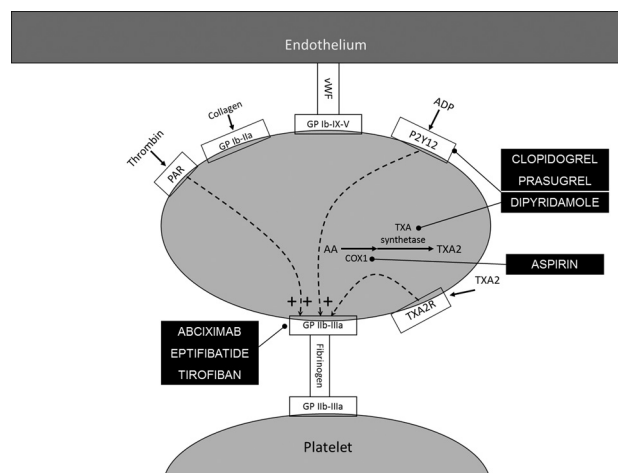 Endothelium
vWF
GP Ib-IX-V
Collagen
GP Ib-IIa
ADP
P2Y12
Thrombin
PAR
CLOPIDOGREL
PRASUGREL
DIPYRIDAMOLE
TXA
synthetase
AA
TXA2
COX1
ASPIRIN
TXA2
TXA2R
+ + +
GP IIb-IIIa
ABCIXIMAB
EPTIFIBATIDE
TIROFIBAN
Fibrinogen
GP IIb-IIIa
Platelet